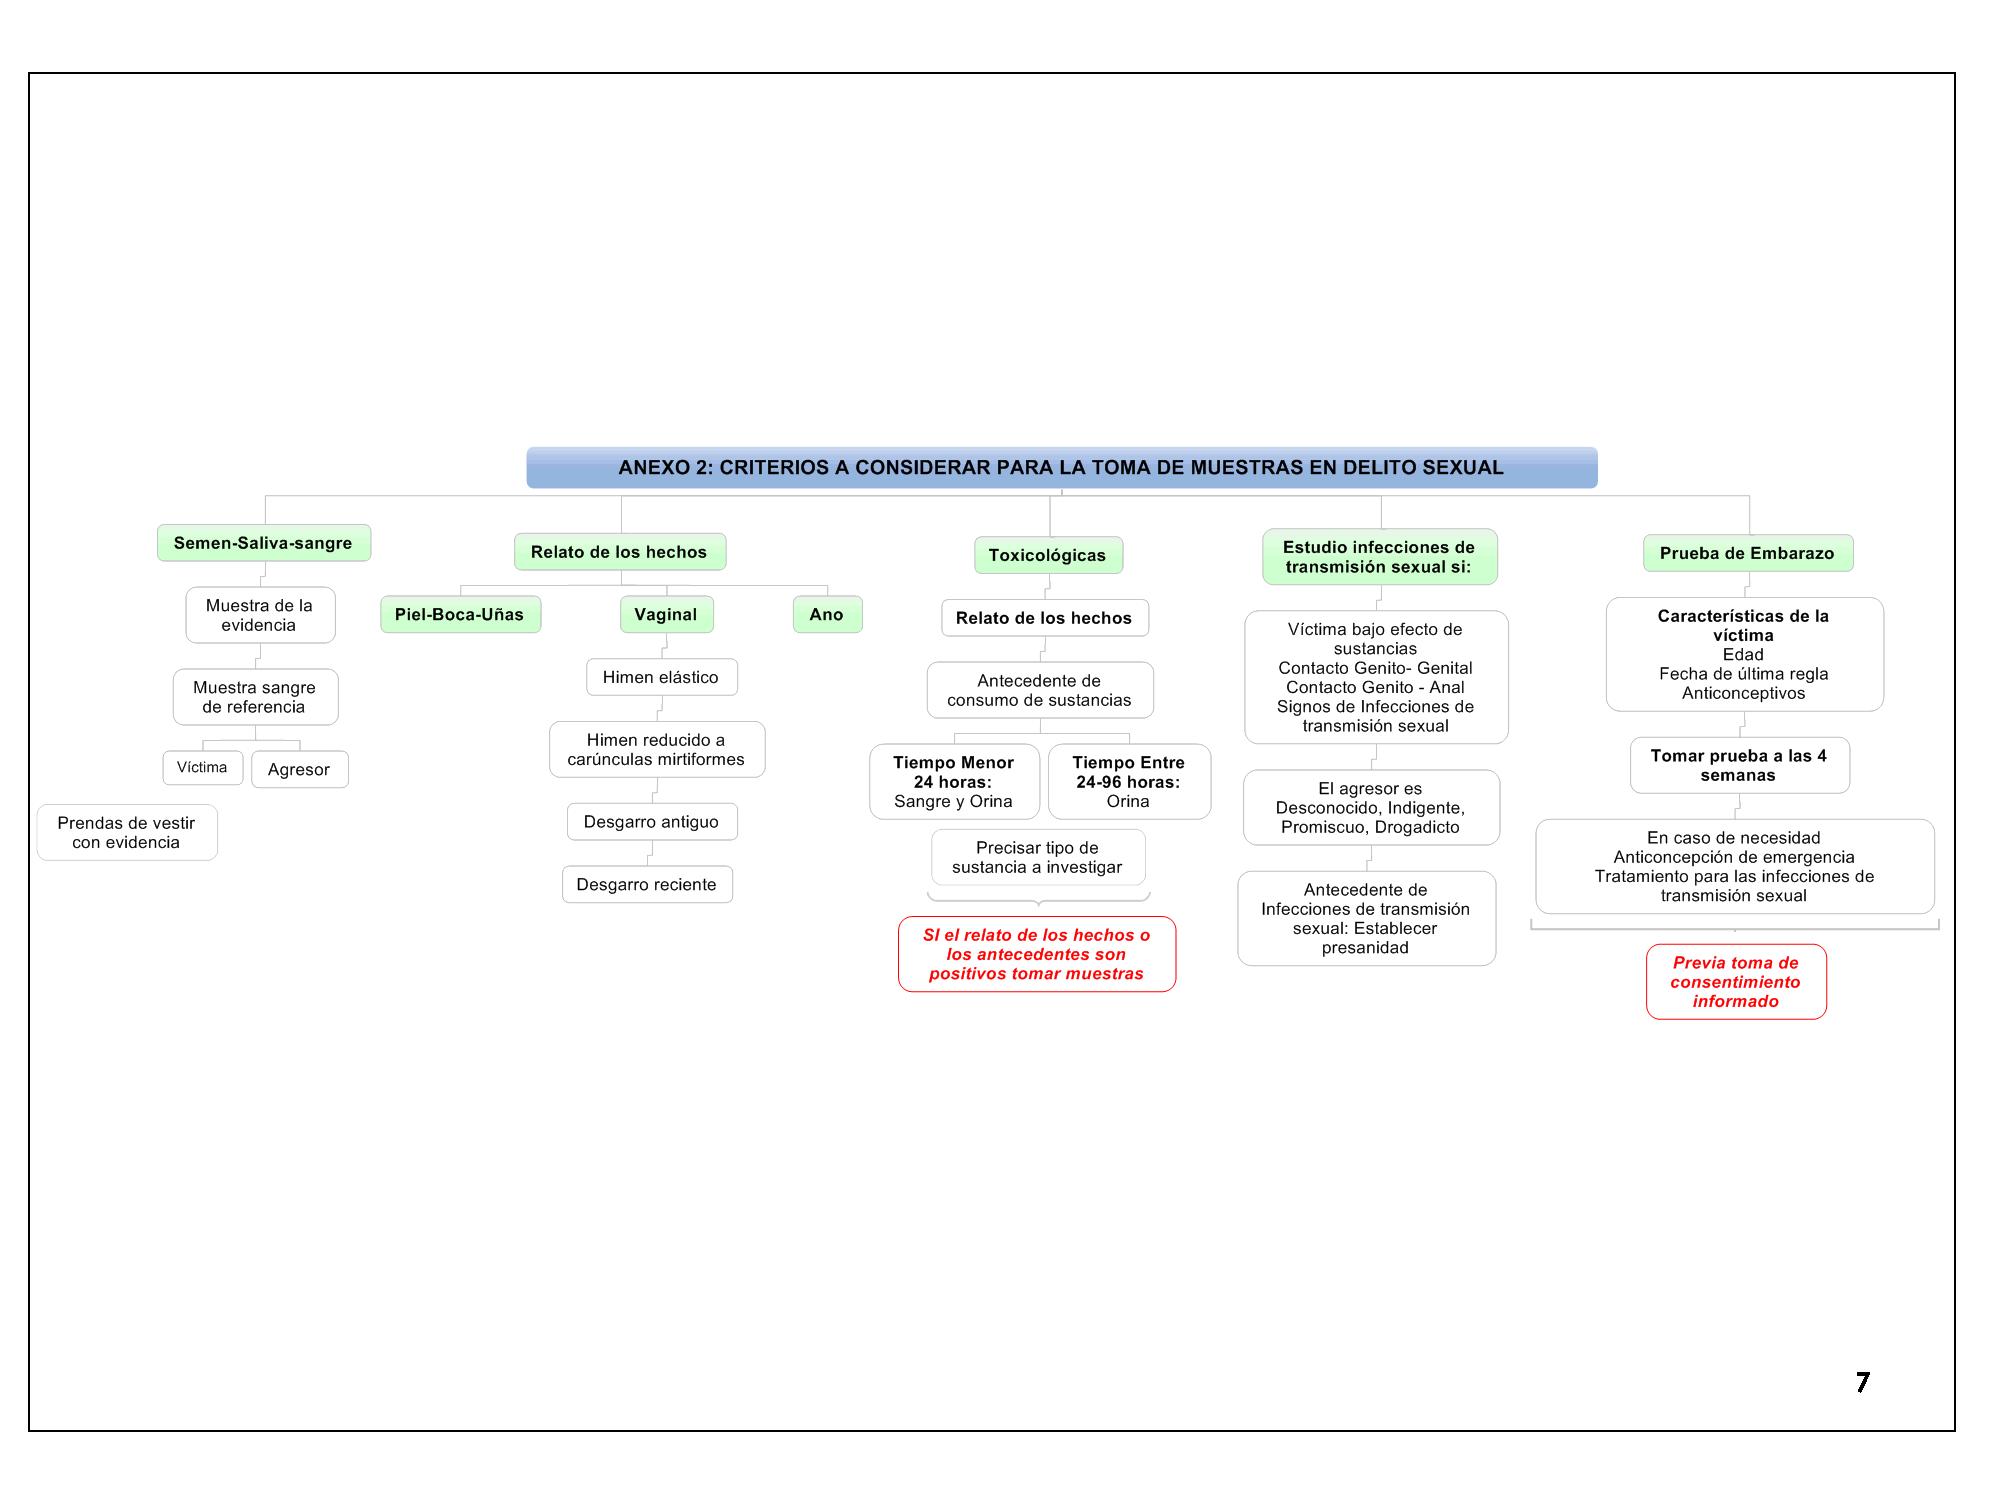 ANEXO 2: CRITERIOS A CONSIDERAR PARA LA TOMA DE MUESTRAS EN DELITO SEXUAL
Semen-Saliva-sangre
Muestra de la
evidencia
Muestra sangre
de referencia
Víctima
Agresor
Prendas de vestir
con evidencia
Relato de los hechos
Piel-Boca-Uñas
Vaginal
Ano
Himen elástico
Himen reducido a
carúnculas mirtiformes
Desgarro antiguo
Desgarro reciente
Toxicológicas
Relato de los hechos
Antecedente de
consumo de sustancias
Tiempo Menor
24 horas:
Sangre y Orina
Tiempo Entre
24-96 horas:
Orina
Precisar tipo de
sustancia a investigar
SI el relato de los hechos o
los antecedentes son
positivos tomar muestras
Estudio infecciones de
transmisión sexual si:
Víctima bajo efecto de
sustancias
Contacto Genito- Genital
Contacto Genito - Anal
Signos de Infecciones de
transmisión sexual
El agresor es
Desconocido, Indigente,
Promiscuo, Drogadicto
Antecedente de
Infecciones de transmisión
sexual: Establecer
presanidad
Prueba de Embarazo
Características de la
víctima
Edad
Fecha de última regla
Anticonceptivos
Tomar prueba a las 4
semanas
En caso de necesidad
Anticoncepción de emergencia
Tratamiento para las infecciones de
transmisión sexual
Previa toma de
consentimiento
informado
7